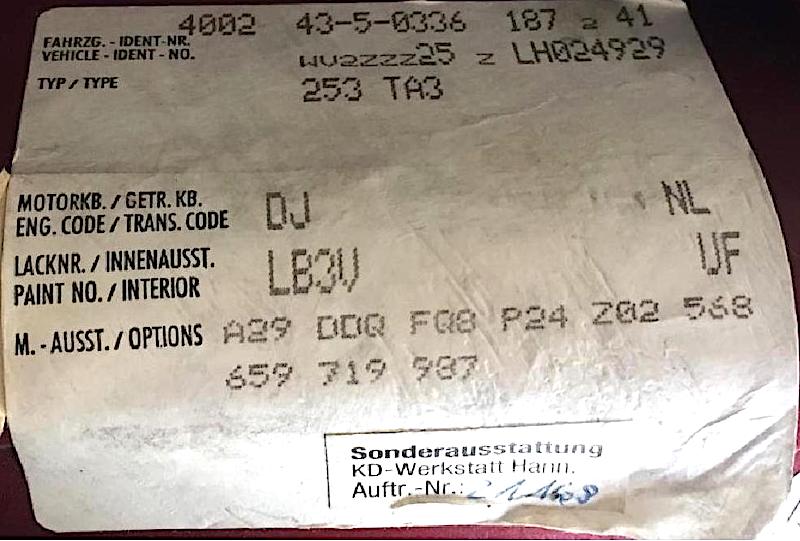 4002 43-5-0336 187 2 41
FAHRZG. - IDENT-NR.
VEHICLE - IDENT - NO. WV2ZZZ25 Z LH024929
TYP / TYPE 253 TA3
MOTORKB. / GETR. KB.
ENG. CODE / TRANS. CODE DJ NL
LACKNR. / INNENAUSST.
PAINT NO. / INTERIOR LB3V UF
M. - AUSST. / OPTIONS A29 DDQ FQ8 P24 Z02 568
659 719 987
Sonderausstattung
KD-Werkstatt Hann.
Auftr.-Nr.: